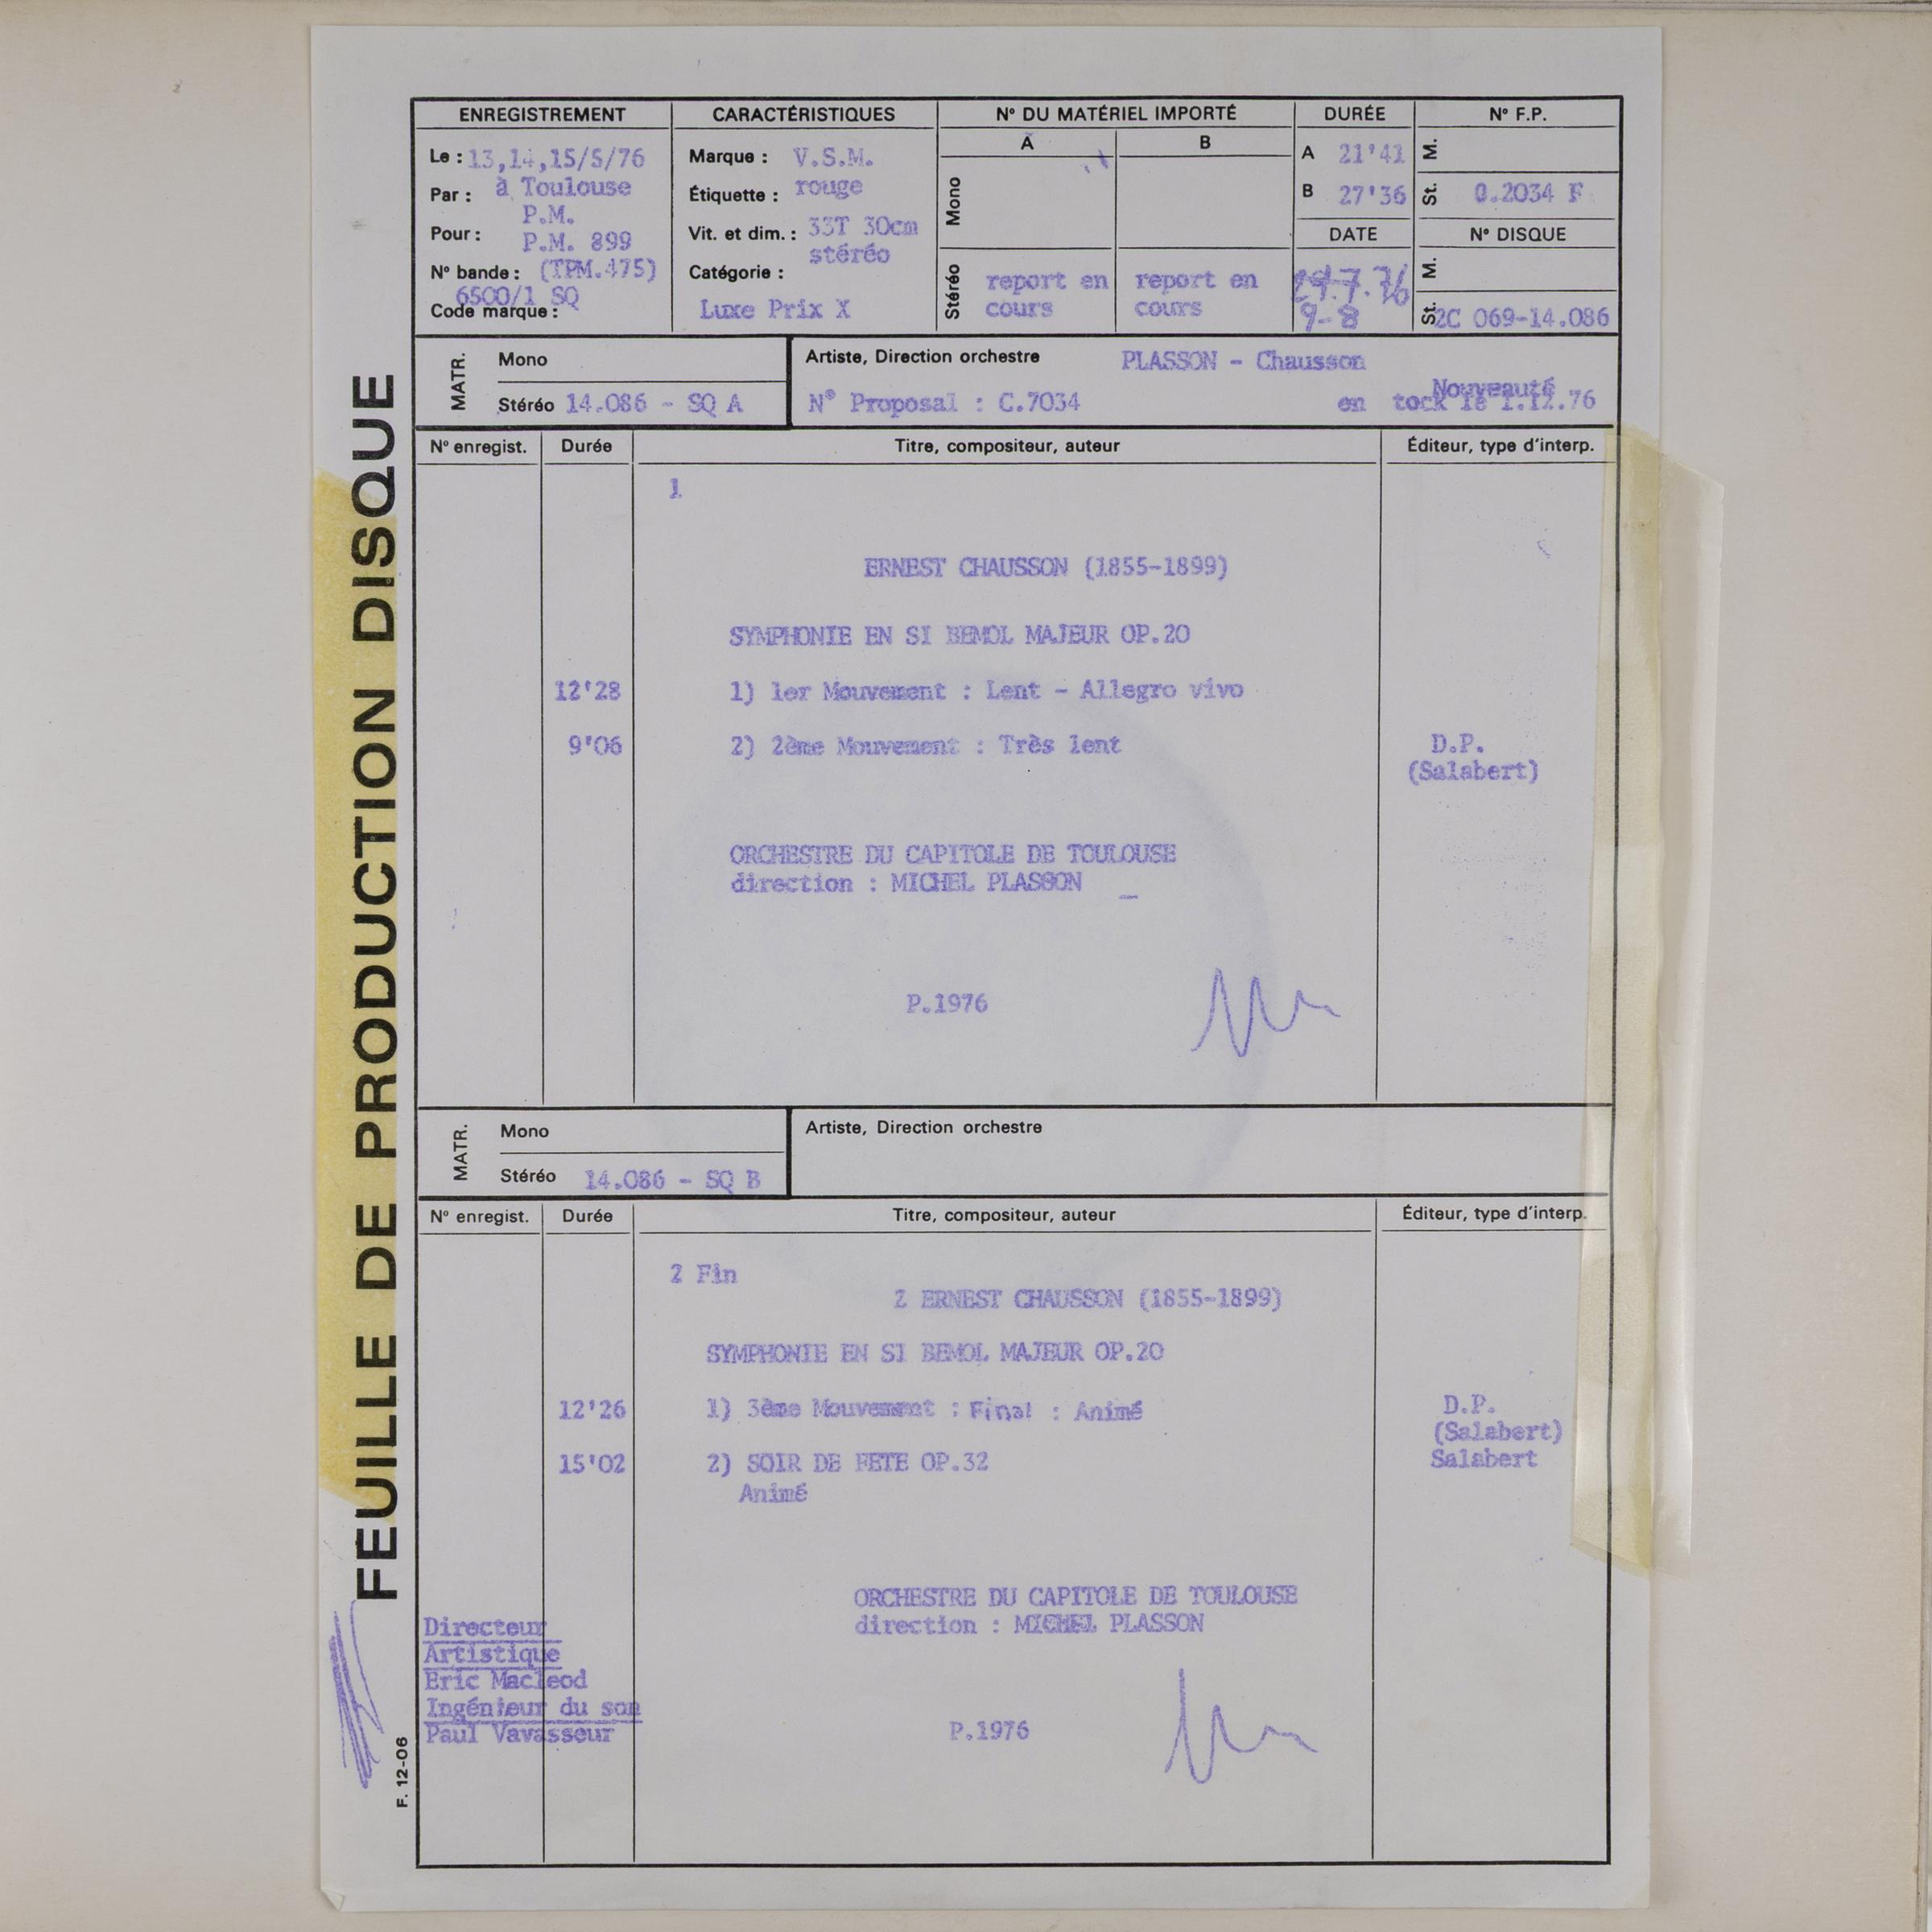 FEUILLE DE PRODUCTION DISQUE
F. 12-06
ENREGISTREMENT
Le : 13,14,15/5/76
Par : à Toulouse
P.M.
Pour : P.M. 899
N° bande : (TPM.475)
6500/1 SQ
Code marque :
CARACTÉRISTIQUES
Marque : V.S.M.
Étiquette : rouge
Vit. et dim. : 33T 30cm
stéréo
Catégorie :
Luxe Prix X
N° DU MATÉRIEL IMPORTÉ
A B
Mono
Stéréo
report en cours
report en cours
DURÉE
A 21'41
B 27'36
DATE
9-8
N° F.P.
M.
St. 0.2034 F
N° DISQUE
M.
St. 2C 069-14.086
MATR.
Mono
Stéréo 14.086 - SQ A
Artiste, Direction orchestre PLASSON - Chausson
N° Proposal : C.7034
Nouveauté
en tock le 1.12.76
N° enregist. Durée Titre, compositeur, auteur Éditeur, type d'interp.
1
ERNEST CHAUSSON (1855-1899)
SYMPHONIE EN SI BEMOL MAJEUR OP.20
12'28 1) 1er Mouvement : Lent - Allegro vivo
9'06 2) 2ème Mouvement : Très lent D.P.
(Salabert)
ORCHESTRE DU CAPITOLE DE TOULOUSE
direction : MICHEL PLASSON
P.1976
MATR.
Mono
Stéréo 14.086 - SQ B
Artiste, Direction orchestre
N° enregist. Durée Titre, compositeur, auteur Éditeur, type d'interp.
2 Fin
2 ERNEST CHAUSSON (1855-1899)
SYMPHONIE EN SI BEMOL MAJEUR OP.20
12'26 1) 3ème Mouvement : Final : Animé D.P.
(Salabert)
15'02 2) SOIR DE FETE OP.32 Salabert
Animé
ORCHESTRE DU CAPITOLE DE TOULOUSE
direction : MICHEL PLASSON
Directeur
Artistique
Eric Macleod
Ingénieur du son
Paul Vavasseur
P.1976